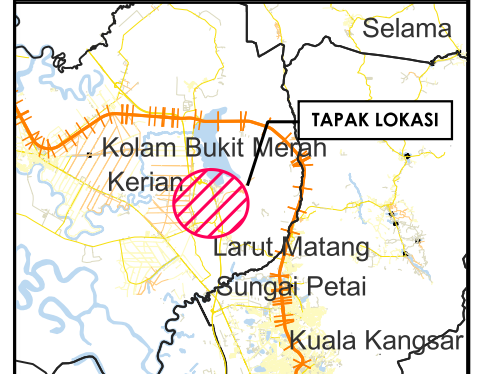 Selama
TAPAK LOKASI
Kolam Bukit Merah
Kerian
Larut Matang
Sungai Petai
Kuala Kangsar